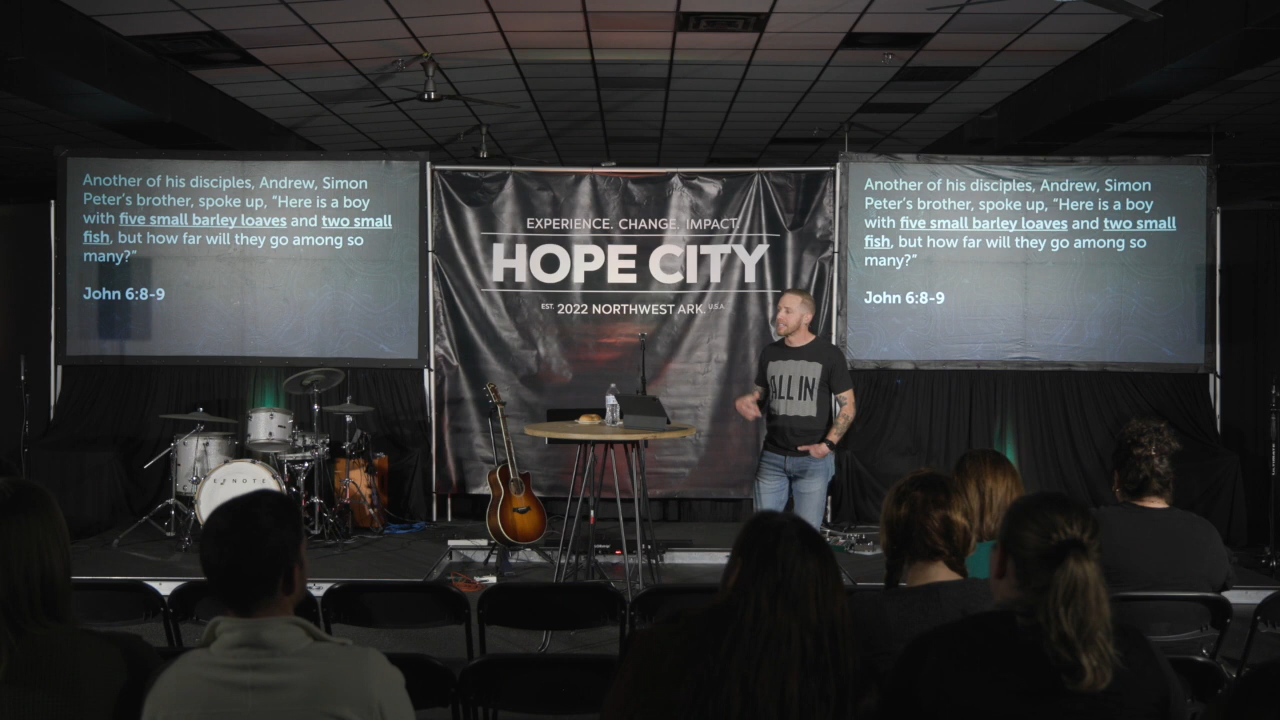 Another of his disciples, Andrew, Simon
Peter's brother, spoke up, "Here is a boy
with five small barley loaves and two small
fish, but how far will they go among so
many?"
John 6:8-9
EXPERIENCE. CHANGE. IMPACT.
HOPE CITY
EST. 2022 NORTHWEST ARK. U.S.A.
Another of his disciples, Andrew, Simon
Peter's brother, spoke up, "Here is a boy
with five small barley loaves and two small
fish, but how far will they go among so
many?"
John 6:8-9
ALL IN